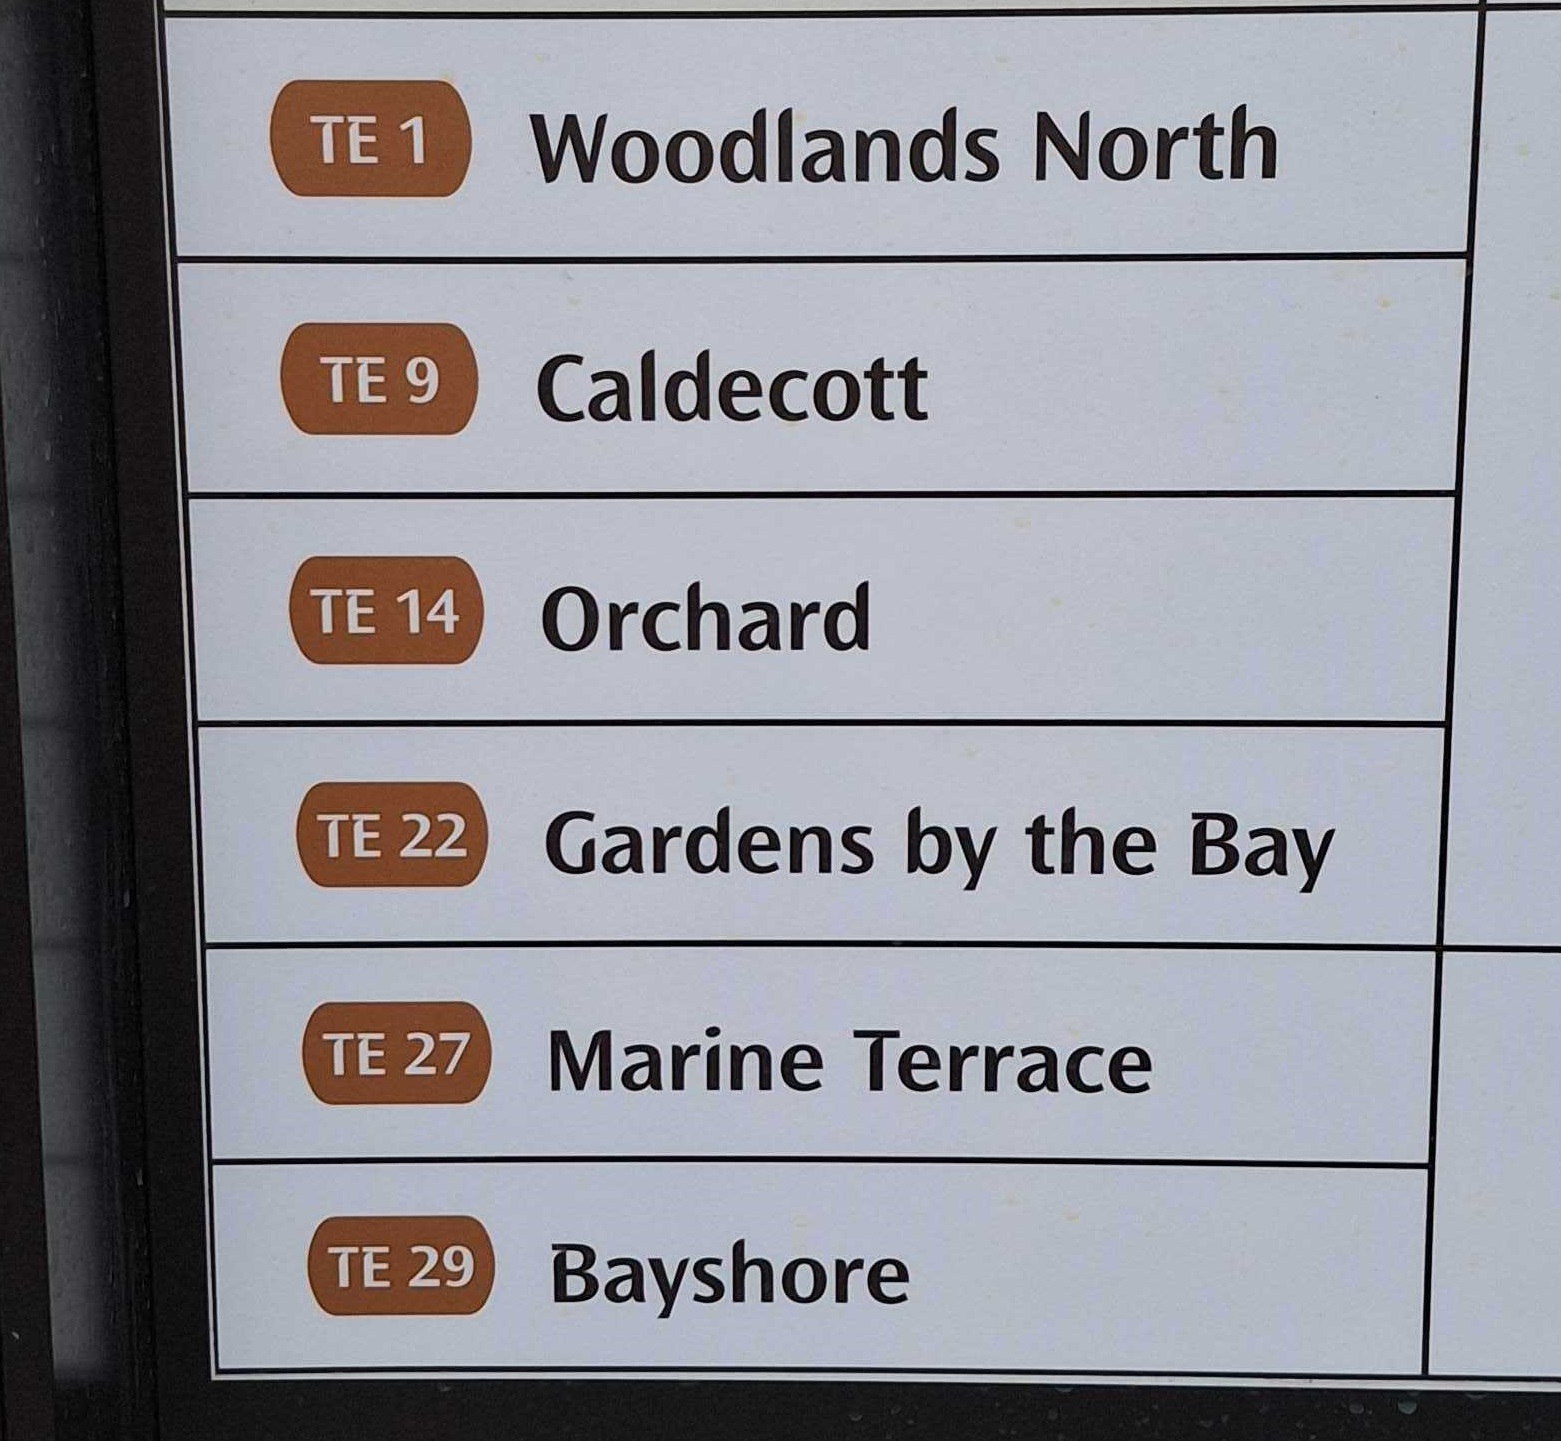 TE 1 Woodlands North
TE 9 Caldecott
TE 14 Orchard
TE 22 Gardens by the Bay
TE 27 Marine Terrace
TE 29 Bayshore